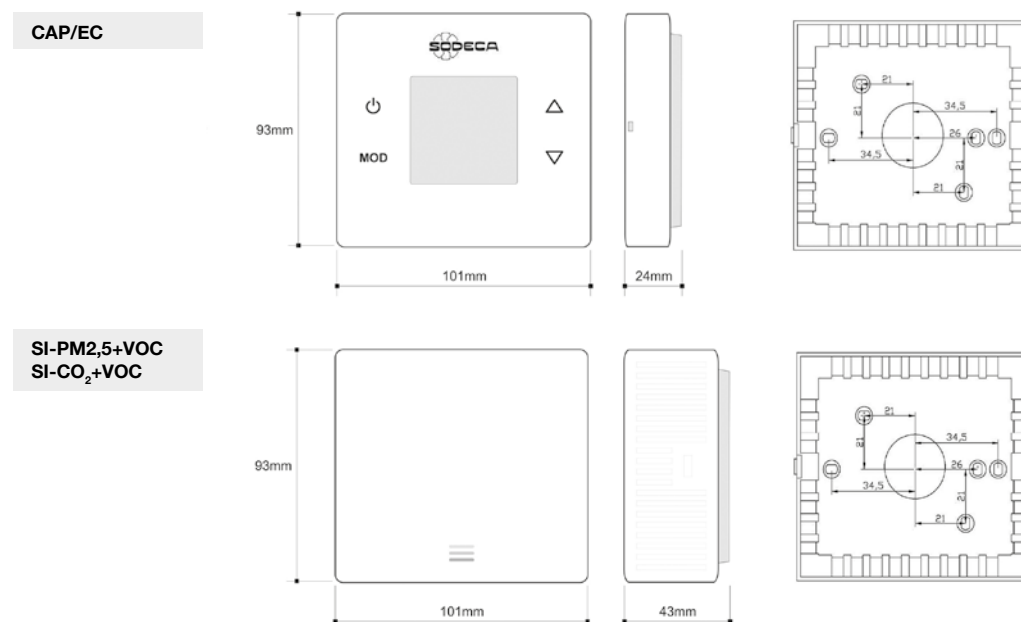 CAP/EC
SODECA
MOD
93mm
101mm
24mm
21
21
34,5
26
34,5
21
21
SI-PM2,5+VOC
SI-CO₂+VOC
93mm
101mm
43mm
21
21
34,5
26
34,5
21
21